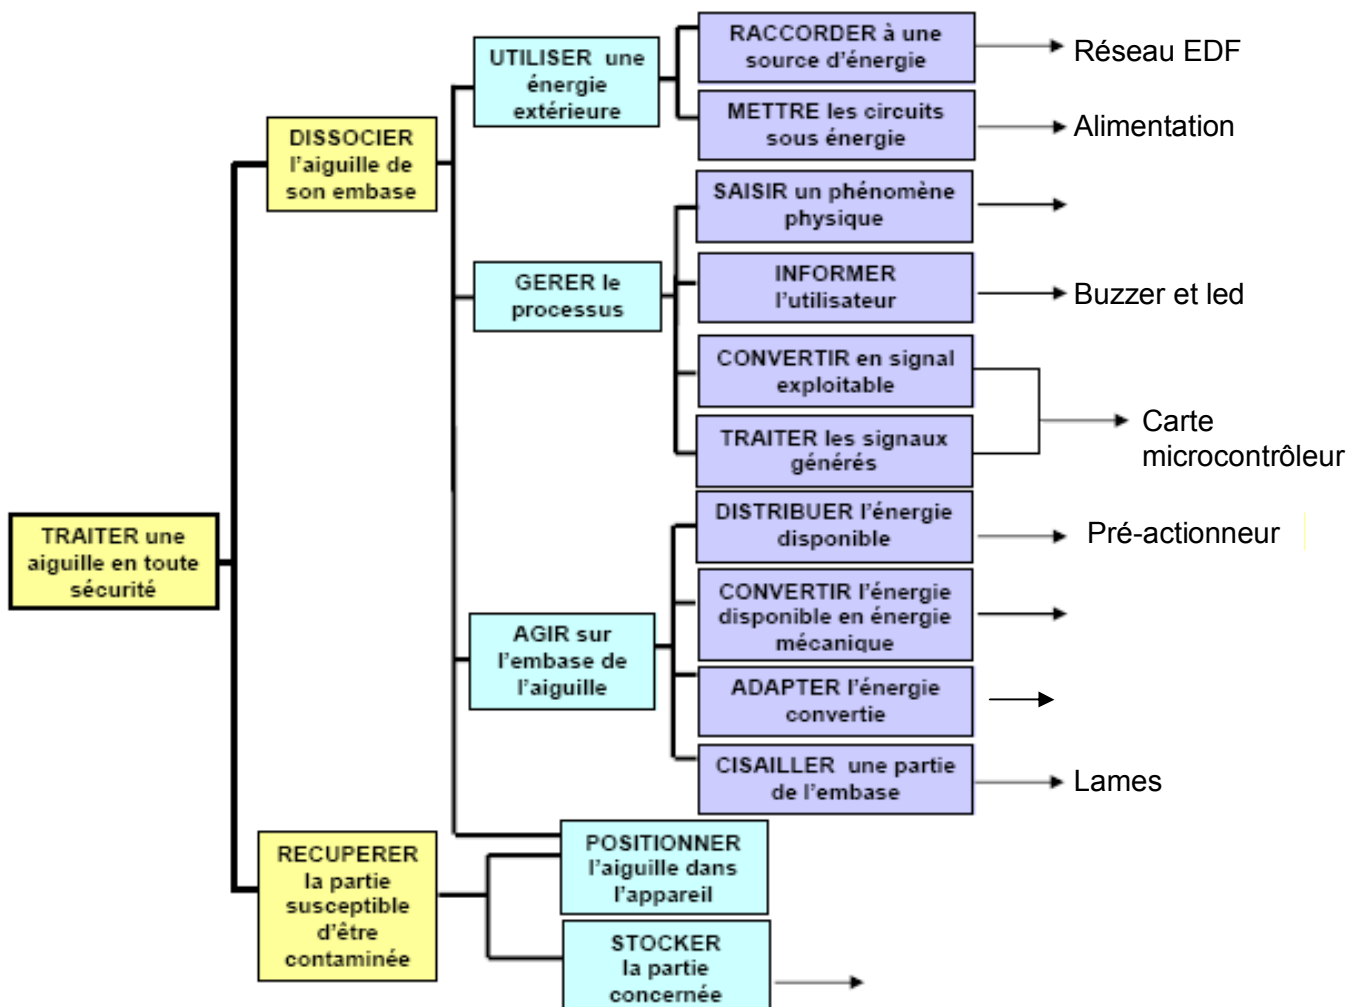 RACCORDER à une
source d'énergie
Réseau EDF
UTILISER une
énergie
extérieure
METTRE les circuits
sous énergie
Alimentation
DISSOCIER
l'aiguille de
son embase
SAISIR un phénomène
physique
GERER le
processus
INFORMER
l'utilisateur
Buzzer et led
CONVERTIR en signal
exploitable
TRAITER les signaux
générés
Carte
microcontrôleur
TRAITER une
aiguille en toute
sécurité
DISTRIBUER l'énergie
disponible
Pré-actionneur
CONVERTIR l'énergie
disponible en énergie
mécanique
AGIR sur
l'embase de
l'aiguille
ADAPTER l'énergie
convertie
CISAILLER une partie
de l'embase
Lames
RECUPERER
la partie
susceptible
d'être
contaminée
POSITIONNER
l'aiguille dans
l'appareil
STOCKER
la partie
concernée